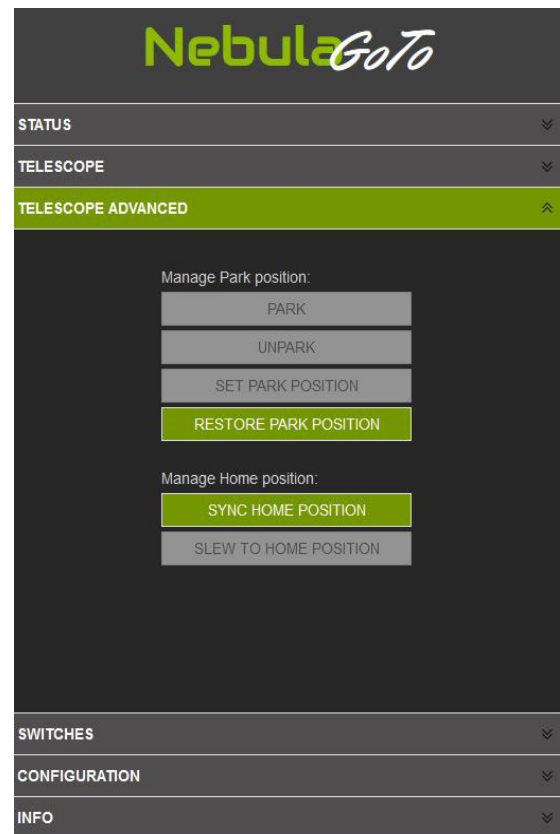 NebulaGoTo
STATUS
TELESCOPE
TELESCOPE ADVANCED
Manage Park position:
PARK
UNPARK
SET PARK POSITION
RESTORE PARK POSITION
Manage Home position:
SYNC HOME POSITION
SLEW TO HOME POSITION
SWITCHES
CONFIGURATION
INFO